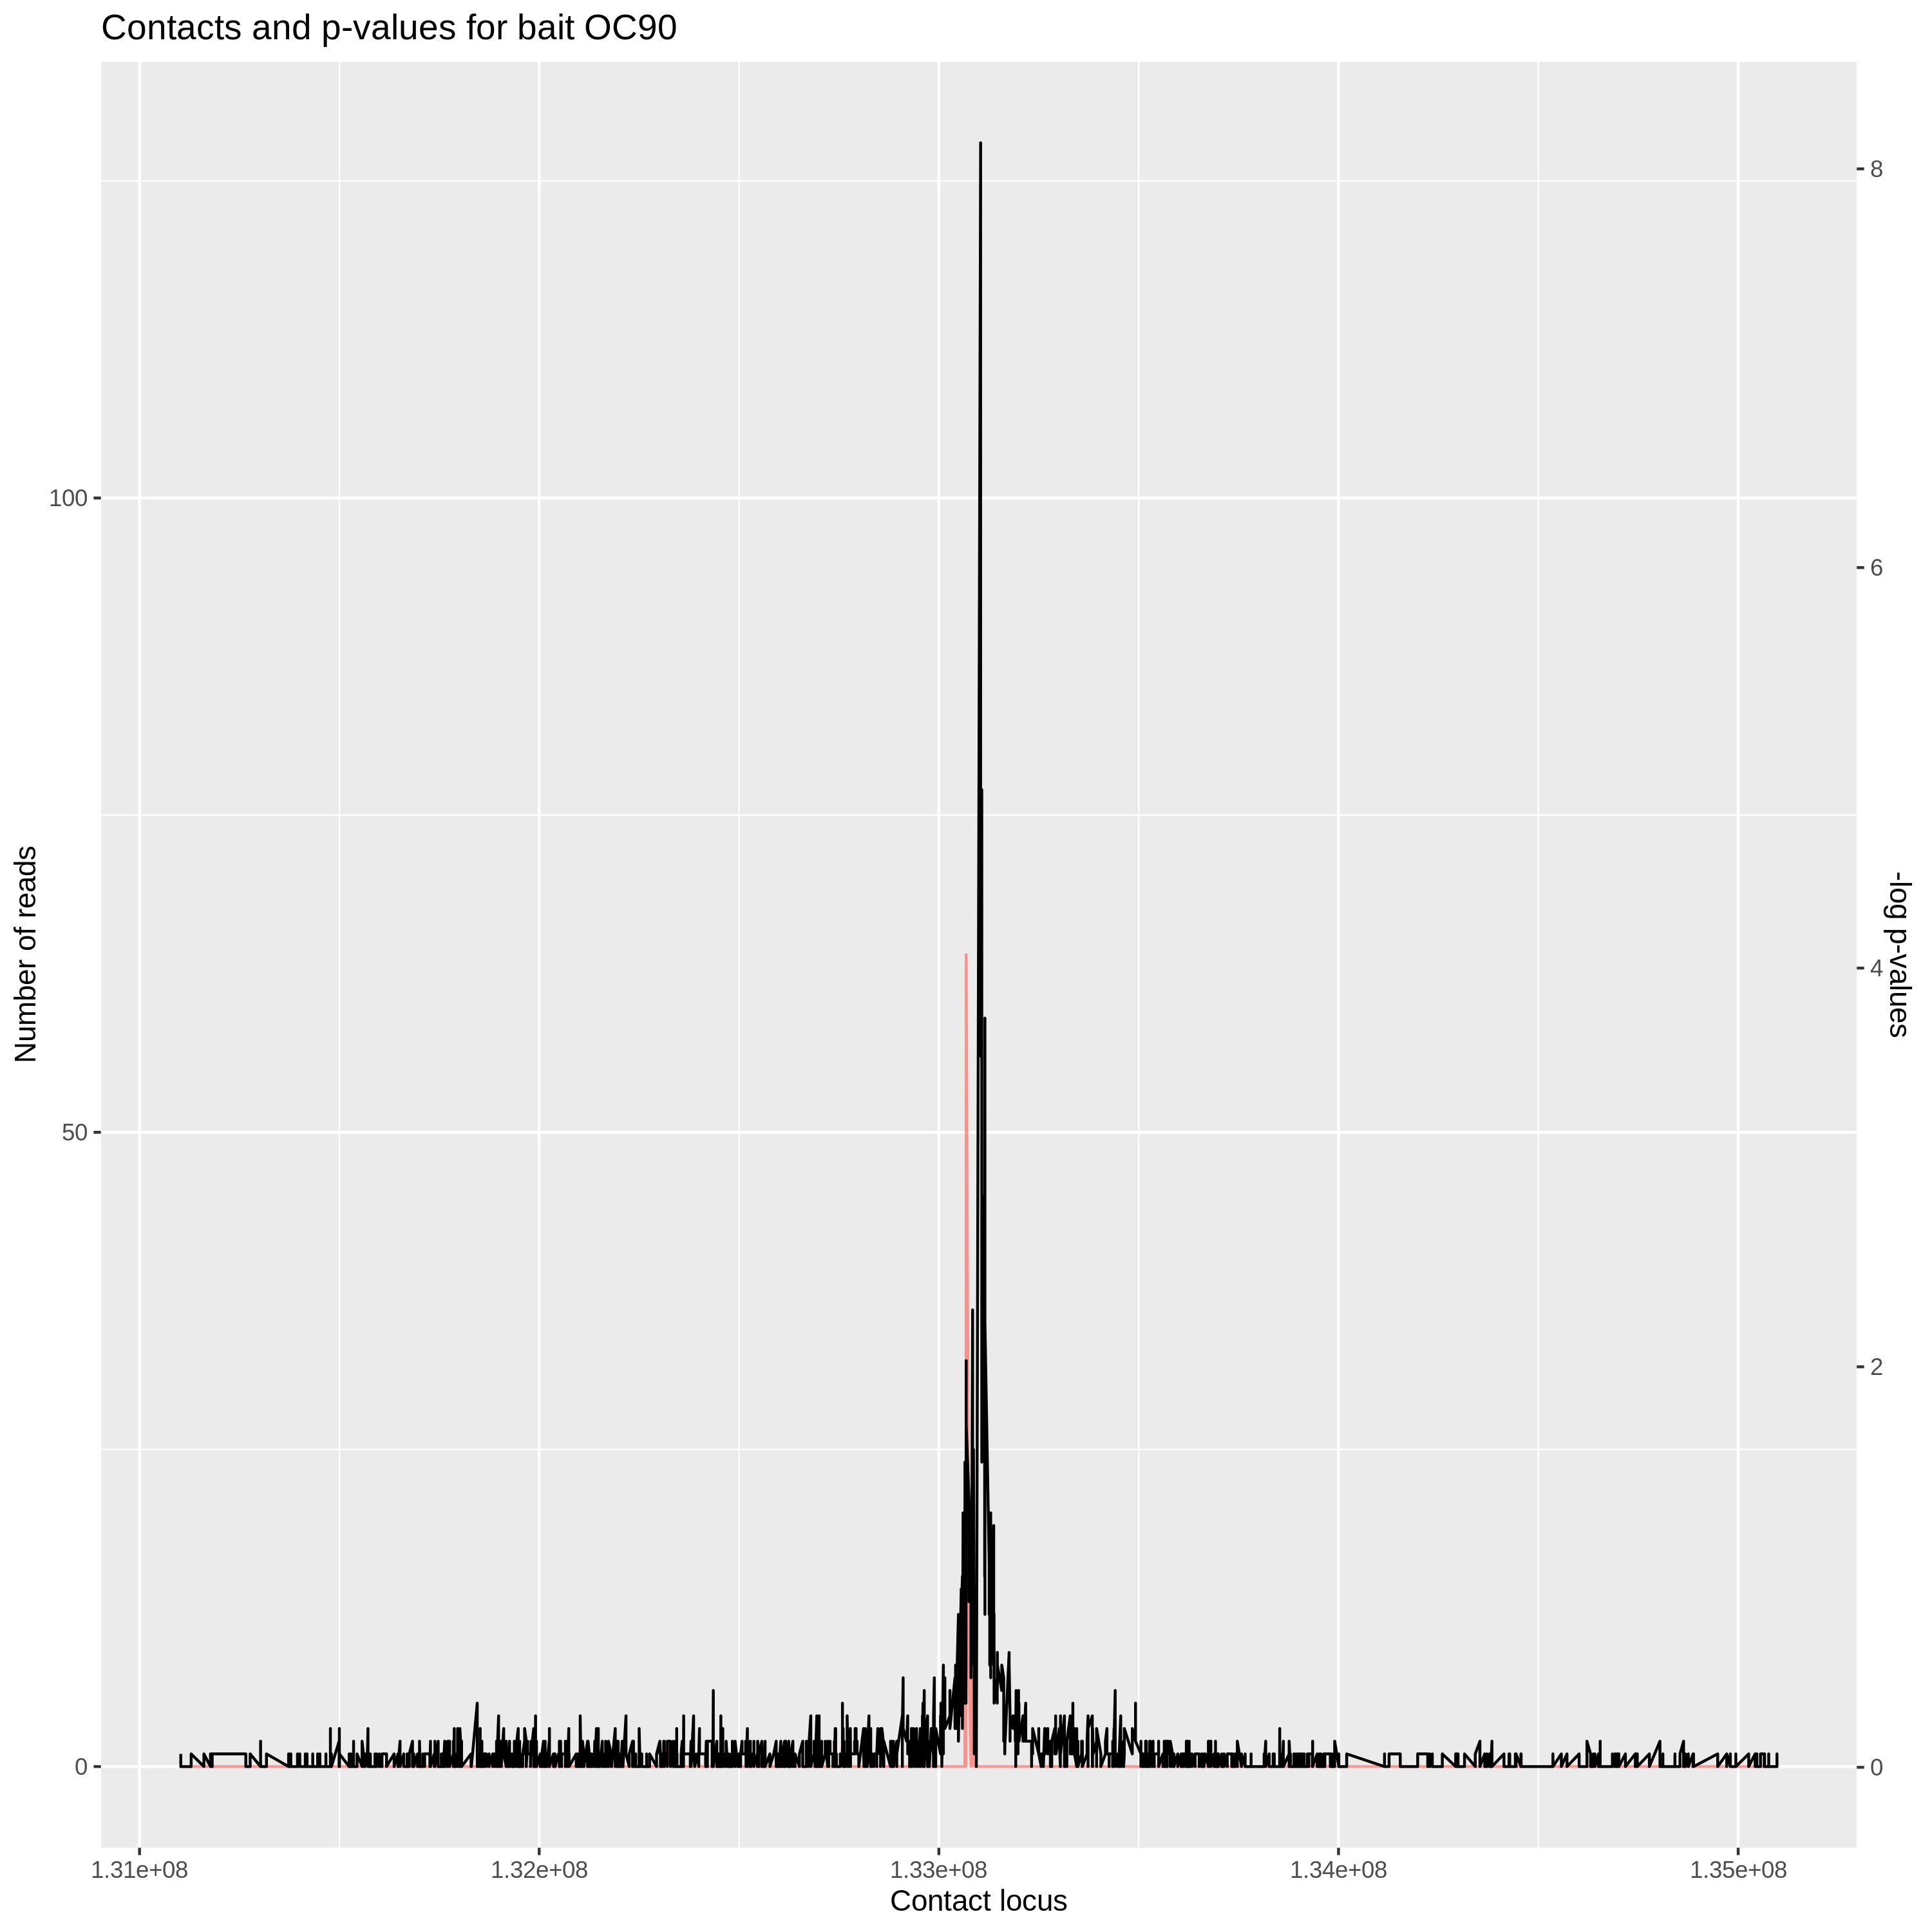 Contacts and p-values for bait OC90
Number of reads
100
50
0
8
6
4
2
0
-log p-values
1.31e+08
1.32e+08
1.33e+08
1.34e+08
1.35e+08
Contact locus